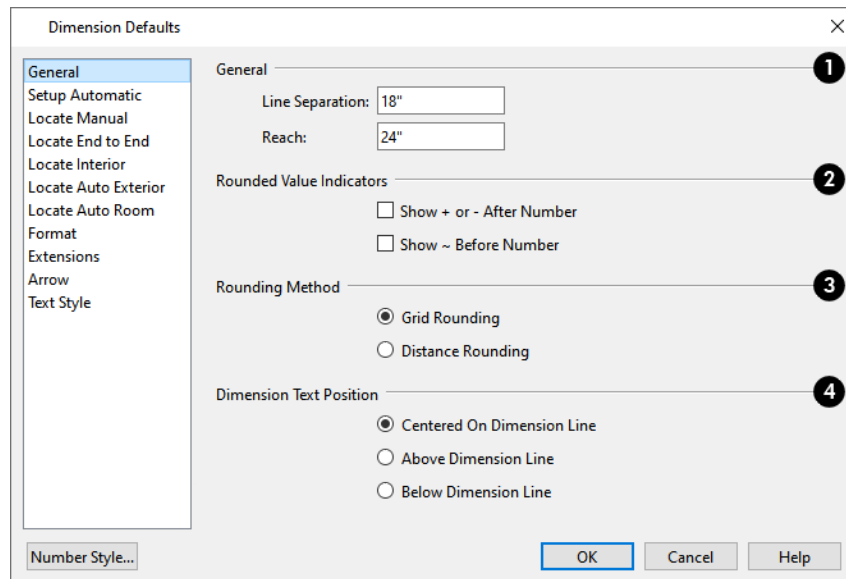 Dimension Defaults
General
Setup Automatic
Locate Manual
Locate End to End
Locate Interior
Locate Auto Exterior
Locate Auto Room
Format
Extensions
Arrow
Text Style
General 1
Line Separation: 18"
Reach: 24"
Rounded Value Indicators 2
Show + or - After Number
Show ~ Before Number
Rounding Method 3
Grid Rounding
Distance Rounding
Dimension Text Position 4
Centered On Dimension Line
Above Dimension Line
Below Dimension Line
Number Style... OK Cancel Help